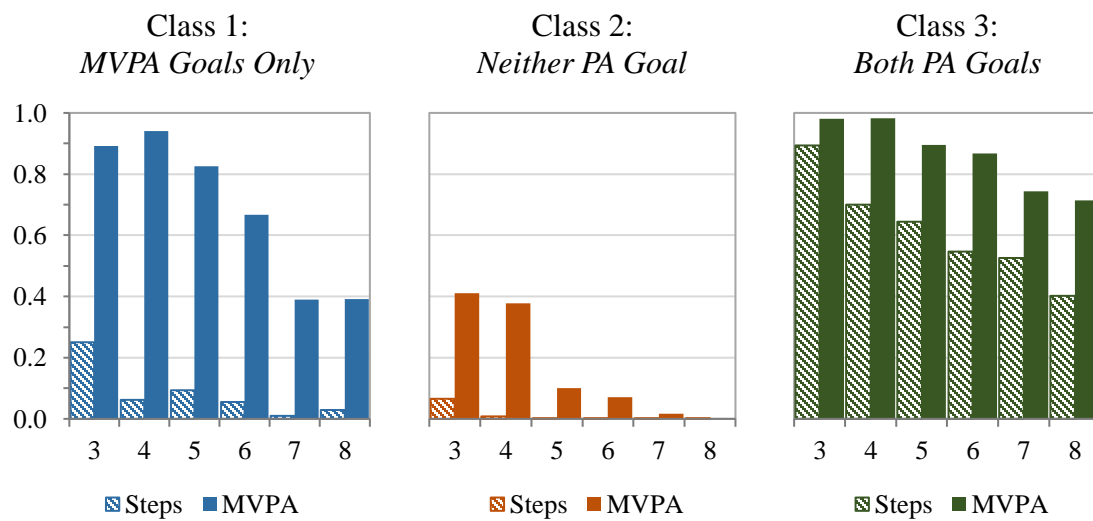 Class 1:
MVPA Goals Only
Class 2:
Neither PA Goal
Class 3:
Both PA Goals
1.0
0.8
0.6
0.4
0.2
0.0
3 4 5 6 7 8
3 4 5 6 7 8
3 4 5 6 7 8
Steps MVPA
Steps MVPA
Steps MVPA